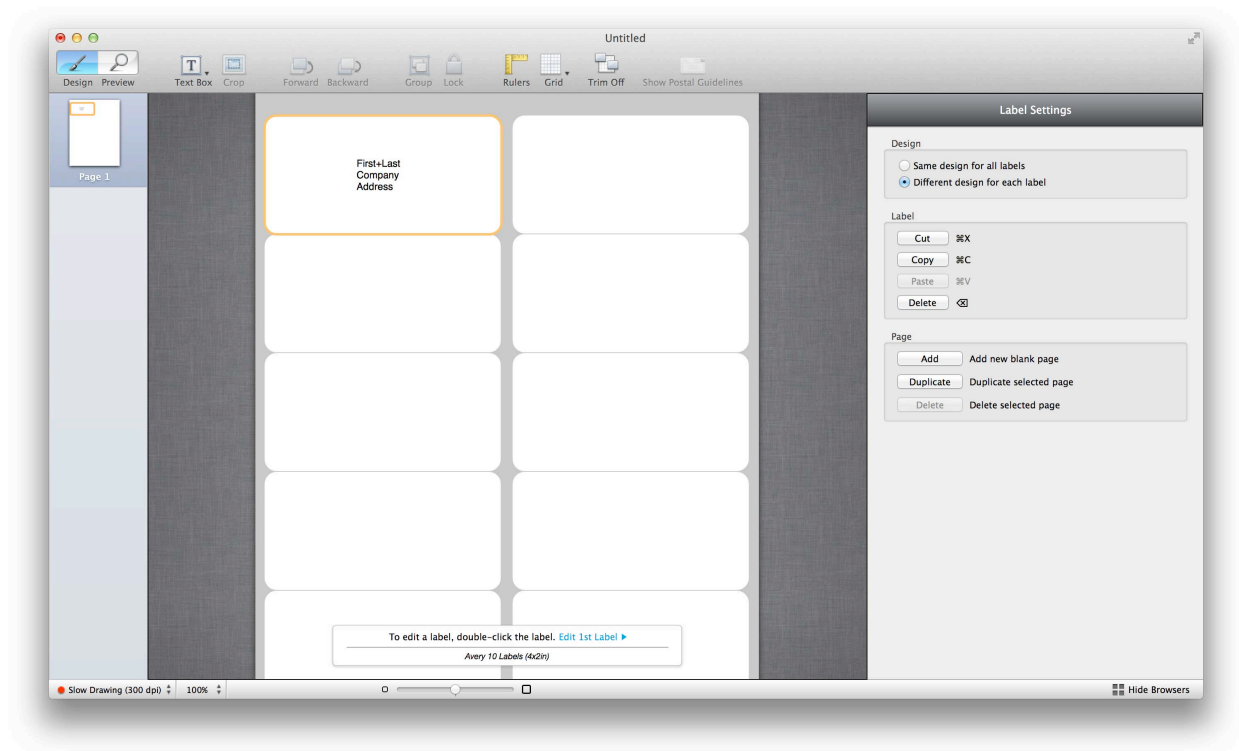 Untitled
Design Preview Text Box Crop Forward Backward Group Lock Rulers Grid Trim Off Show Postal Guidelines
Page 1
First+Last
Company
Address
To edit a label, double-click the label. Edit 1st Label ▶
Avery 10 Labels (4x2in)
Label Settings
Design
Same design for all labels
Different design for each label
Label
Cut ⌘X
Copy ⌘C
Paste ⌘V
Delete ⌫
Page
Add Add new blank page
Duplicate Duplicate selected page
Delete Delete selected page
Slow Drawing (300 dpi) 100% Hide Browsers